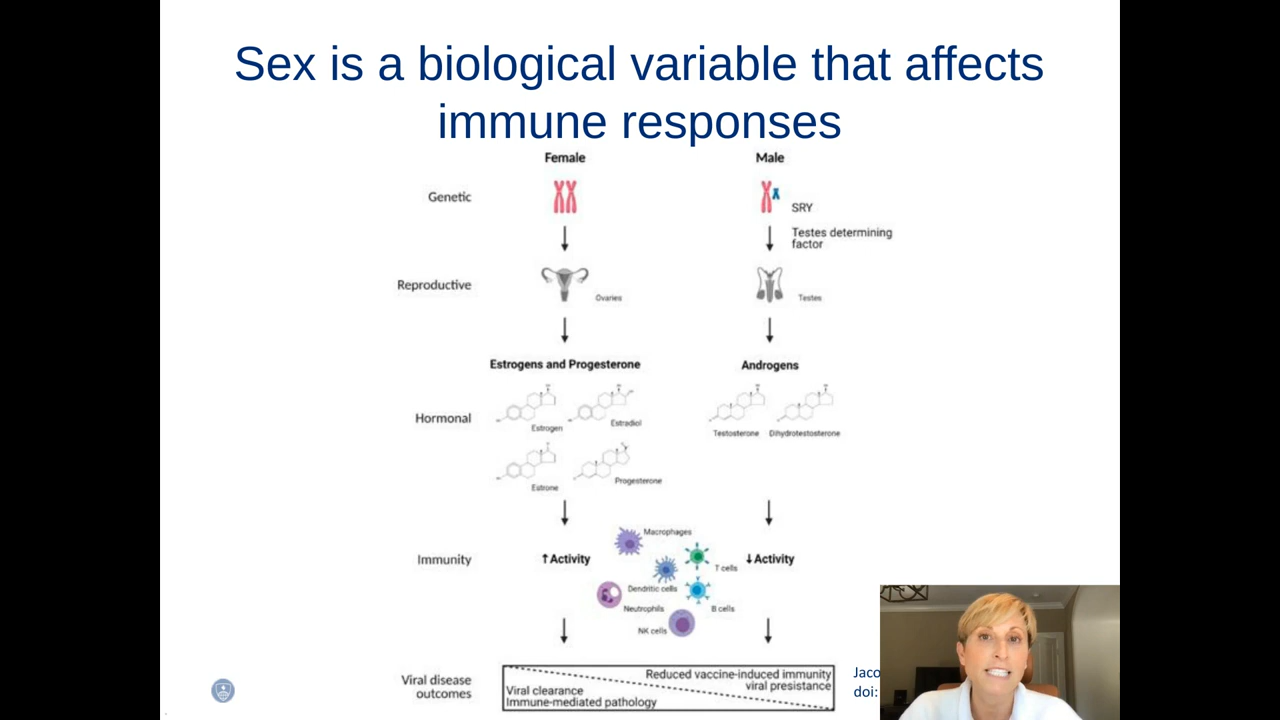 Sex is a biological variable that affects
immune responses
Female
Male
Genetic
SRY
Testes determining
factor
Reproductive
Ovaries
Testes
Estrogens and Progesterone
Androgens
Hormonal
Estrogen
Estradiol
Testosterone
Dihydrotestosterone
Estrone
Progesterone
Immunity
↑Activity
Macrophages
T cells
Dendritic cells
Neutrophils
B cells
NK cells
↓Activity
Viral disease
outcomes
Reduced vaccine-induced immunity
viral presistance
Viral clearance
Immune-mediated pathology
Jaco
doi: